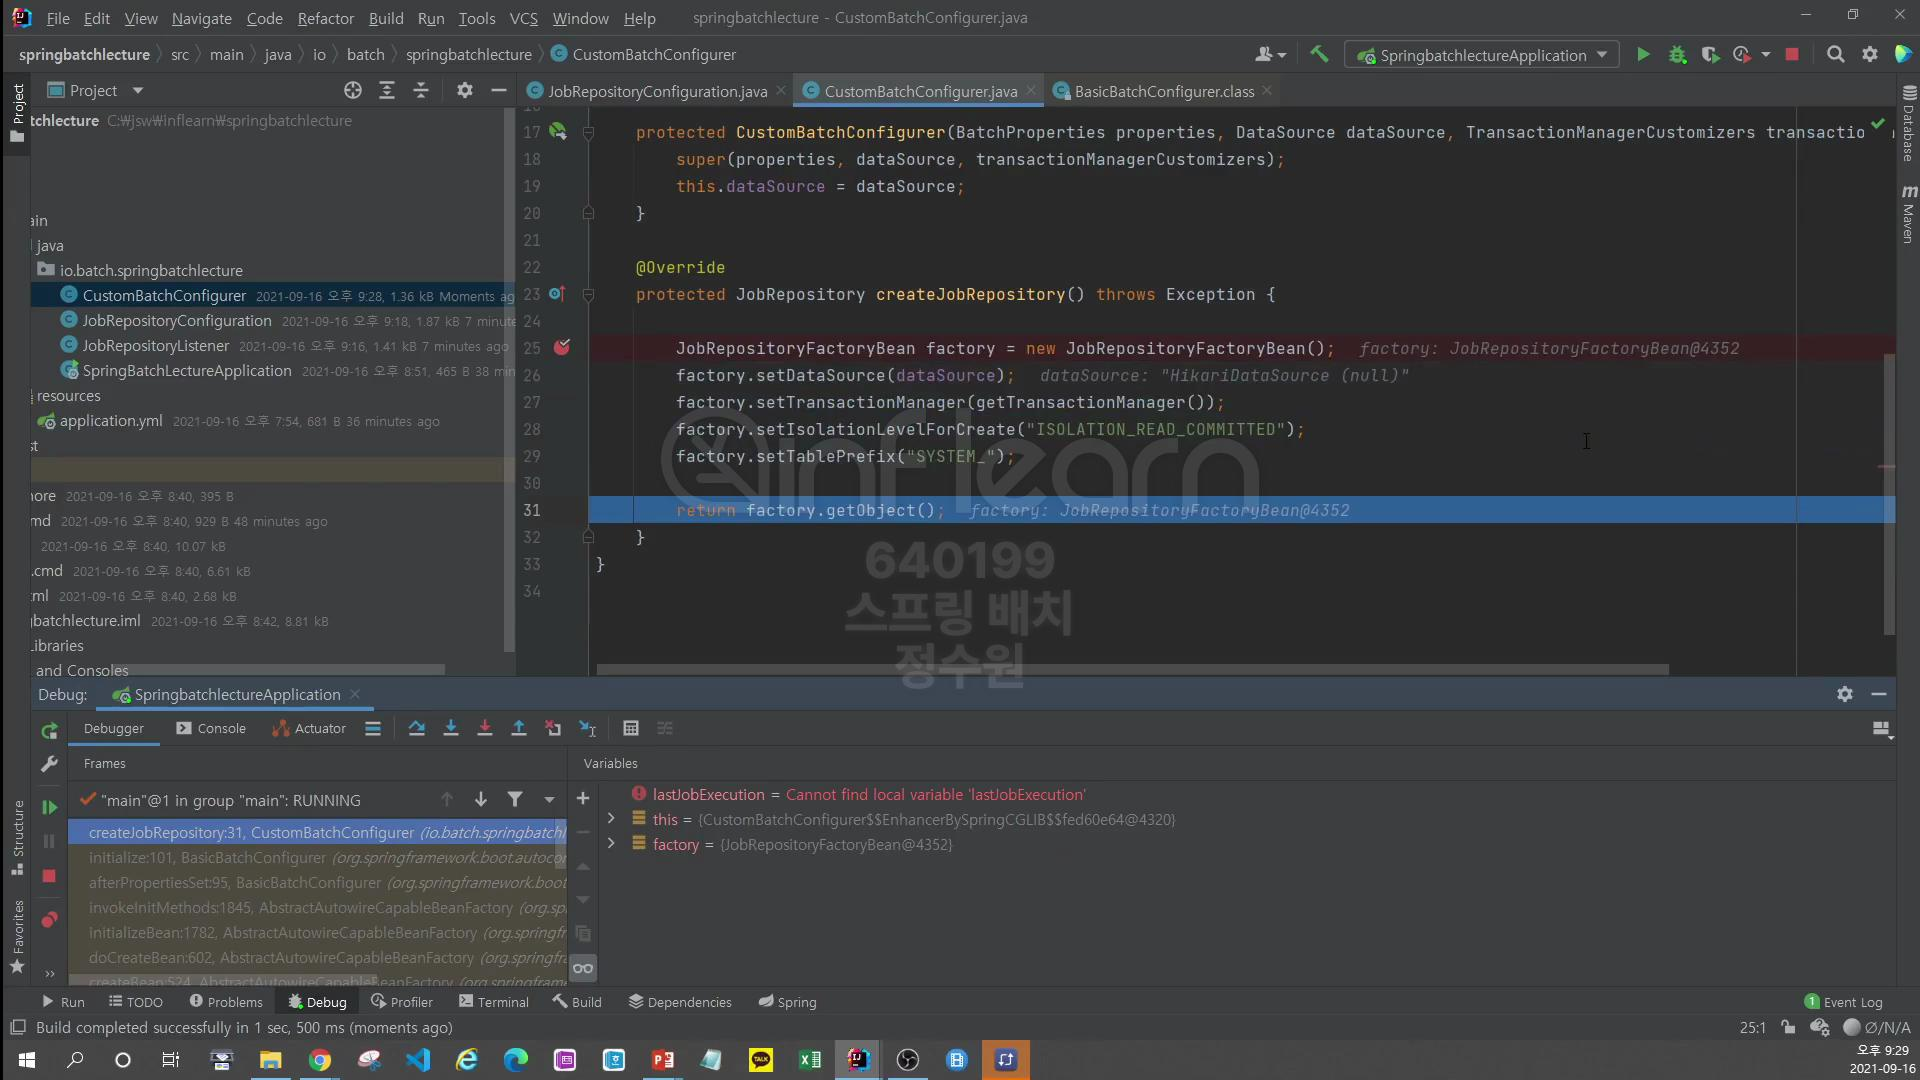 File Edit View Navigate Code Refactor Build Run Tools VCS Window Help springbatchlecture - CustomBatchConfigurer.java
springbatchlecture src main java io batch springbatchlecture CustomBatchConfigurer SpringbatchlectureApplication
Project JobRepositoryConfiguration.java CustomBatchConfigurer.java BasicBatchConfigurer.class
tchlecture C:\jsw\inflearn\springbatchlecture
ain
java
io.batch.springbatchlecture
CustomBatchConfigurer 2021-09-16 오후 9:28, 1.36 kB Moments ag
JobRepositoryConfiguration 2021-09-16 오후 9:18, 1.87 kB 7 minute
JobRepositoryListener 2021-09-16 오후 9:16, 1.41 kB 7 minutes ago
SpringBatchLectureApplication 2021-09-16 오후 8:51, 465 B 38 min
resources
application.yml 2021-09-16 오후 7:54, 681 B 36 minutes ago
st
nore 2021-09-16 오후 8:40, 395 B
md 2021-09-16 오후 8:40, 929 B 48 minutes ago
2021-09-16 오후 8:40, 10.07 kB
.cmd 2021-09-16 오후 8:40, 6.61 kB
ml 2021-09-16 오후 8:40, 2.68 kB
batchlecture.iml 2021-09-16 오후 8:42, 8.81 kB
Libraries
and Consoles
17 protected CustomBatchConfigurer(BatchProperties properties, DataSource dataSource, TransactionManagerCustomizers transactio
18 super(properties, dataSource, transactionManagerCustomizers);
19 this.dataSource = dataSource;
20 }
21
22 @Override
23 protected JobRepository createJobRepository() throws Exception {
24
25 JobRepositoryFactoryBean factory = new JobRepositoryFactoryBean(); factory: JobRepositoryFactoryBean@4352
26 factory.setDataSource(dataSource); dataSource: "HikariDataSource (null)"
27 factory.setTransactionManager(getTransactionManager());
28 factory.setIsolationLevelForCreate("ISOLATION_READ_COMMITTED");
29 factory.setTablePrefix("SYSTEM_");
30
31 return factory.getObject(); factory: JobRepositoryFactoryBean@4352
32 }
33 }
34
inflearn
640199
스프링 배치
정수원
Project
Structure
Favorites
Database
m Maven
Debug: SpringbatchlectureApplication
Debugger Console Actuator
Frames Variables
"main"@1 in group "main": RUNNING
createJobRepository:31, CustomBatchConfigurer (io.batch.springbatchl
initialize:101, BasicBatchConfigurer (org.springframework.boot.autocon
afterPropertiesSet:95, BasicBatchConfigurer (org.springframework.boot
invokeInitMethods:1845, AbstractAutowireCapableBeanFactory (org.sp
initializeBean:1782, AbstractAutowireCapableBeanFactory (org.springfr
doCreateBean:602, AbstractAutowireCapableBeanFactory (org.springfra
createBean:524, AbstractAutowireCapableBeanFactory (org.springfram
lastJobExecution = Cannot find local variable 'lastJobExecution'
this = {CustomBatchConfigurer$$EnhancerBySpringCGLIB$$fed60e64@4320}
factory = {JobRepositoryFactoryBean@4352}
Run TODO Problems Debug Profiler Terminal Build Dependencies Spring 1 Event Log
Build completed successfully in 1 sec, 500 ms (moments ago) 25:1 Ø/N/A
오후 9:29
2021-09-16